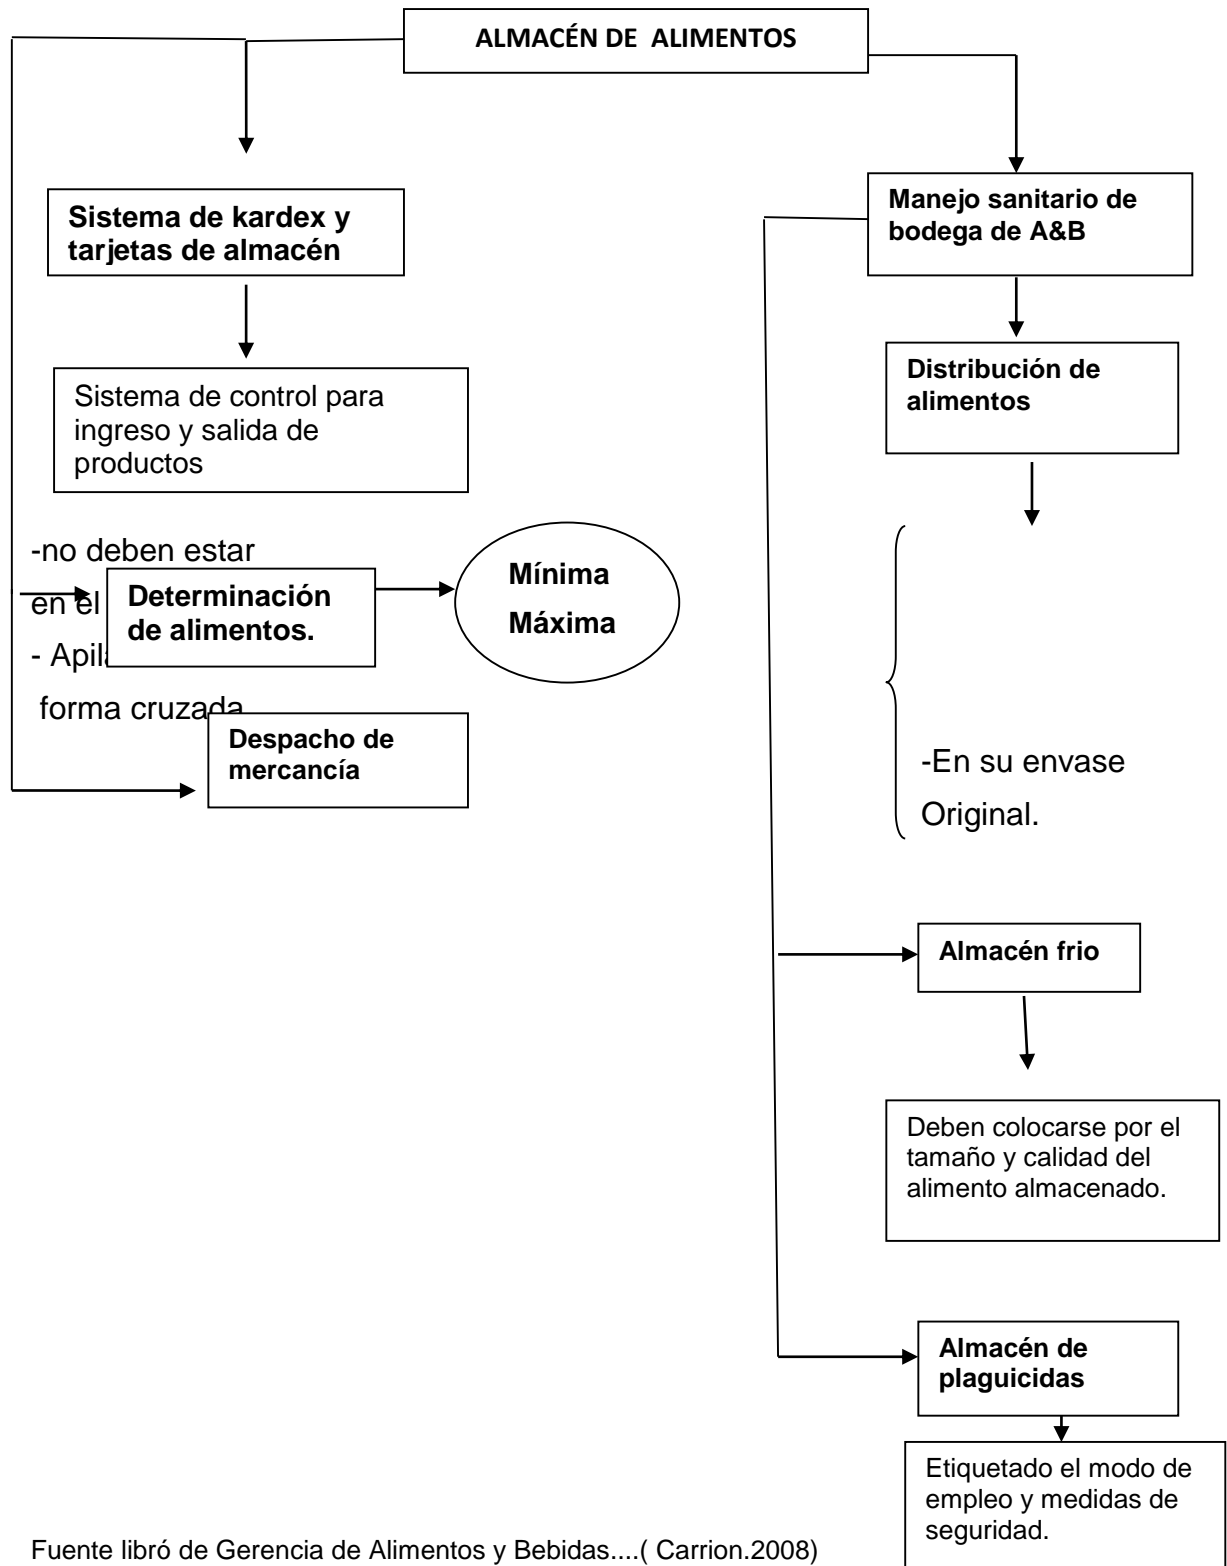 ALMACÉN DE ALIMENTOS
Sistema de kardex y
tarjetas de almacén
Sistema de control para
ingreso y salida de
productos
-no deben estar
en el
- Apil
forma cruzada
Determinación
de alimentos.
Mínima
Máxima
Despacho de
mercancía
Manejo sanitario de
bodega de A&B
Distribución de
alimentos
-En su envase
Original.
Almacén frio
Deben colocarse por el
tamaño y calidad del
alimento almacenado.
Almacén de
plaguicidas
Etiquetado el modo de
empleo y medidas de
seguridad.
Fuente libró de Gerencia de Alimentos y Bebidas....( Carrion.2008)